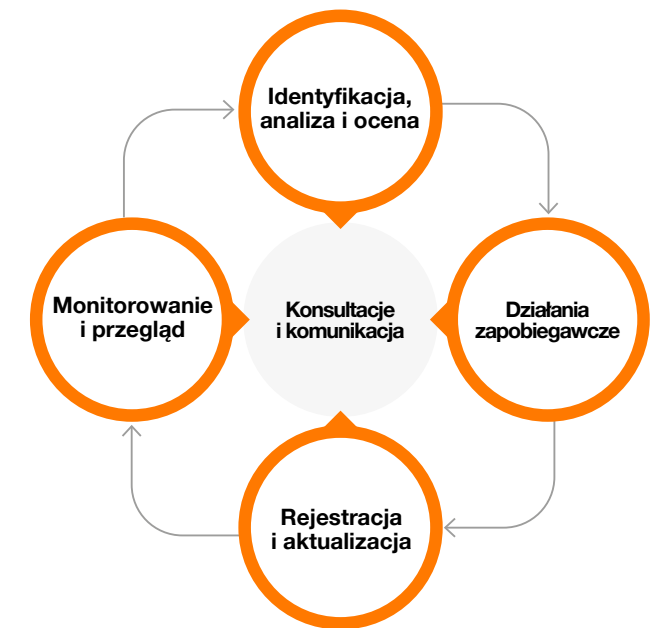 Identyfikacja,
analiza i ocena
Monitorowanie
i przegląd
Konsultacje
i komunikacja
Działania
zapobiegawcze
Rejestracja
i aktualizacja